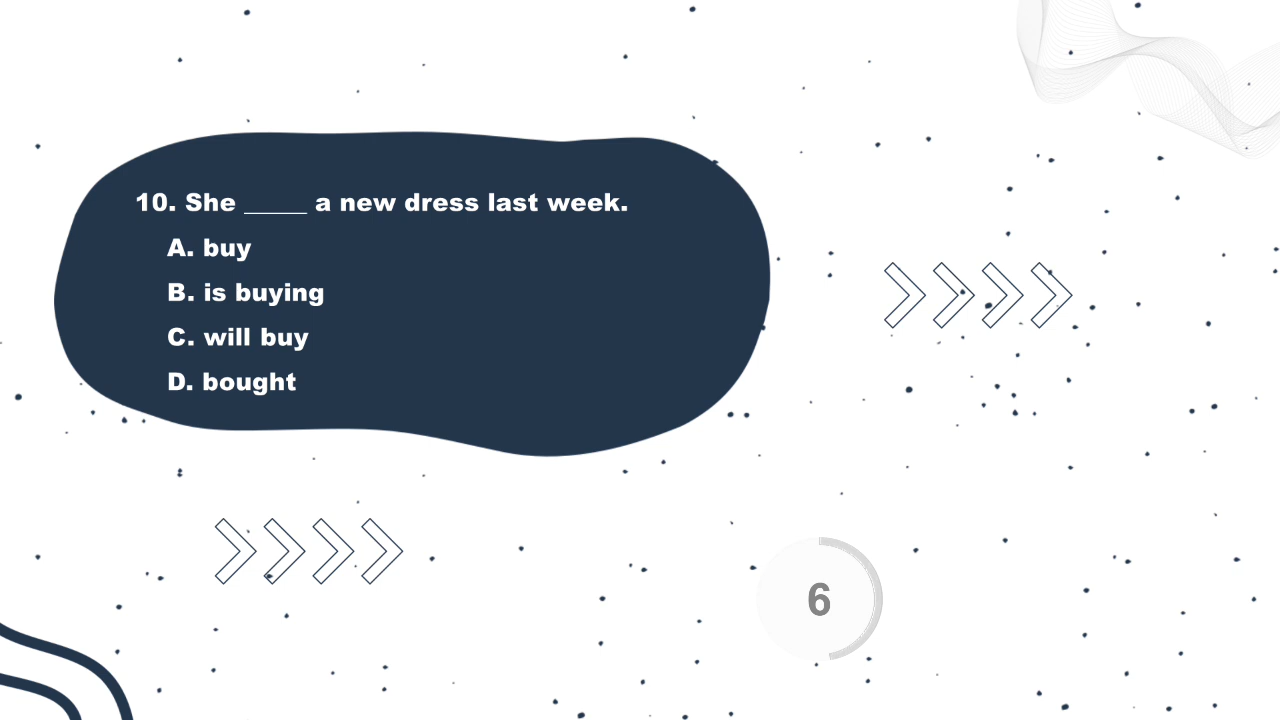 10. She _____ a new dress last week.
A. buy
B. is buying
C. will buy
D. bought
6